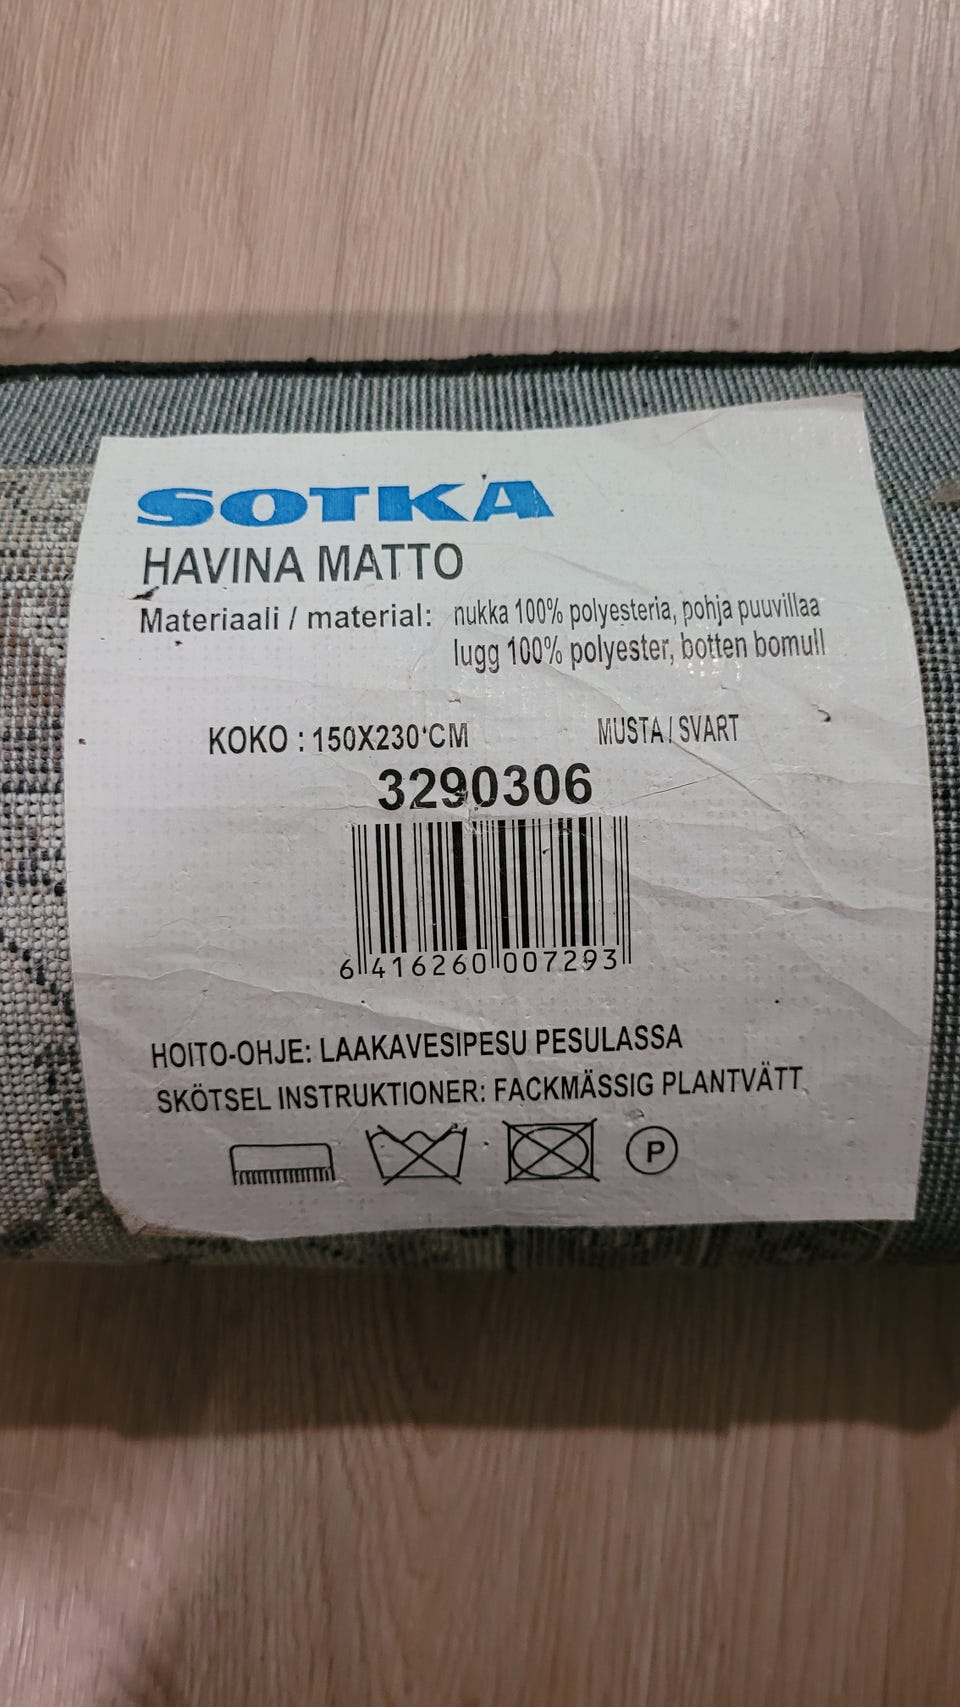 SOTKA
HAVINA MATTO
Materiaali / material: nukka 100% polyesteria, pohja puuvillaa
lugg 100% polyester, botten bomull
KOKO : 150X230 CM MUSTA / SVART
3290306
6 416260 007293
HOITO-OHJE: LAAKAVESIPESU PESULASSA
SKÖTSEL INSTRUKTIONER: FACKMÄSSIG PLANTVÄTT
P